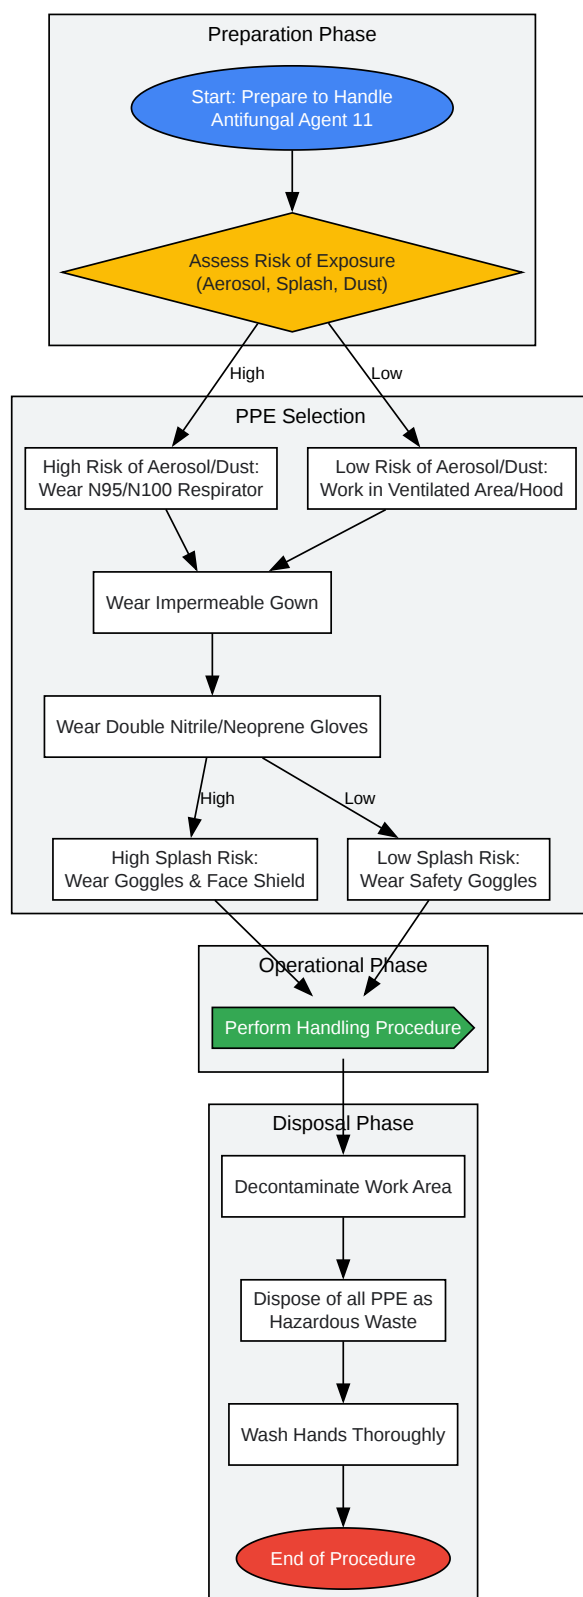 Preparation Phase
Start: Prepare to Handle
Antifungal Agent 11
Assess Risk of Exposure
(Aerosol, Splash, Dust)
High
Low
PPE Selection
High Risk of Aerosol/Dust:
Wear N95/N100 Respirator
Low Risk of Aerosol/Dust:
Work in Ventilated Area/Hood
Wear Impermeable Gown
Wear Double Nitrile/Neoprene Gloves
High
Low
High Splash Risk:
Wear Goggles & Face Shield
Low Splash Risk:
Wear Safety Goggles
Operational Phase
Perform Handling Procedure
Disposal Phase
Decontaminate Work Area
Dispose of all PPE as
Hazardous Waste
Wash Hands Thoroughly
End of Procedure